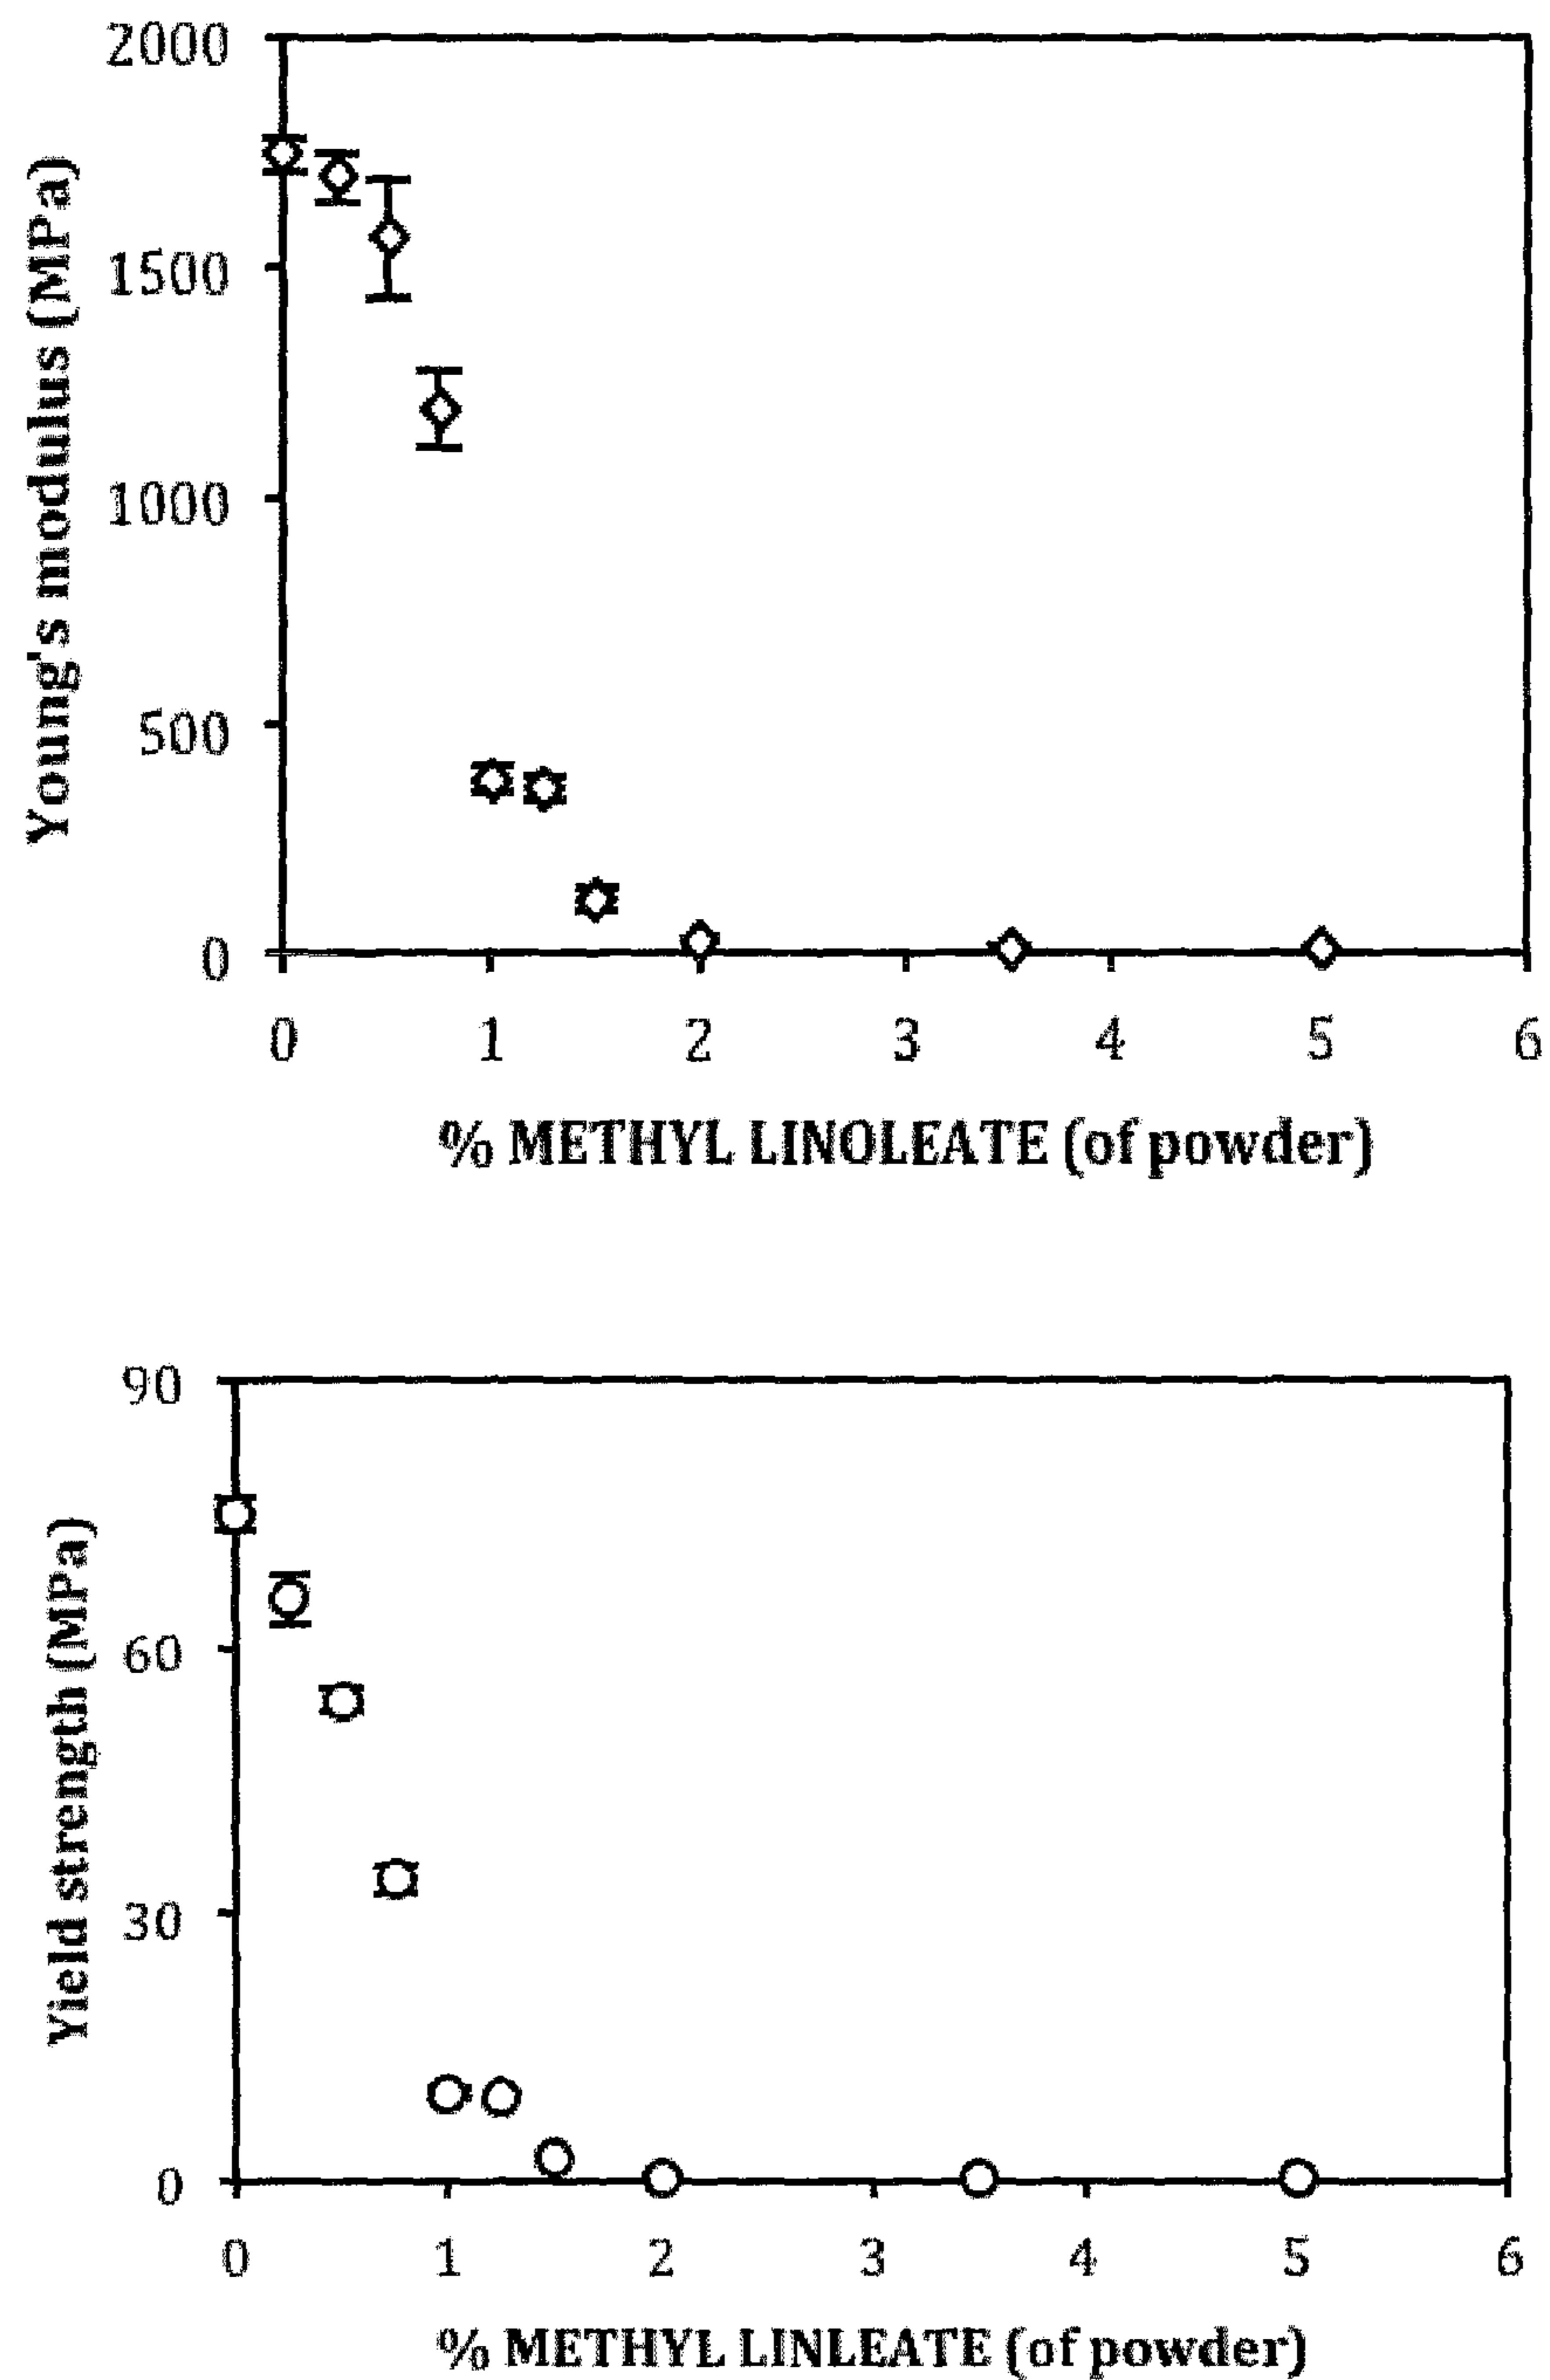 2000
1500
1000
500
0
Young's modulus (MPa)
0 1 2 3 4 5 6
% METHYL LINOLEATE (of powder)
90
60
30
0
Yield strength (MPa)
0 1 2 3 4 5 6
% METHYL LINLEATE (of powder)